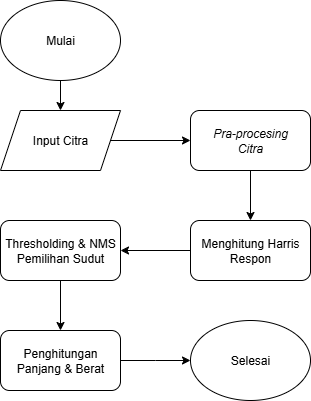 Mulai
Input Citra
Pra-procesing
Citra
Menghitung Harris
Respon
Thresholding & NMS
Pemilihan Sudut
Penghitungan
Panjang & Berat
Selesai